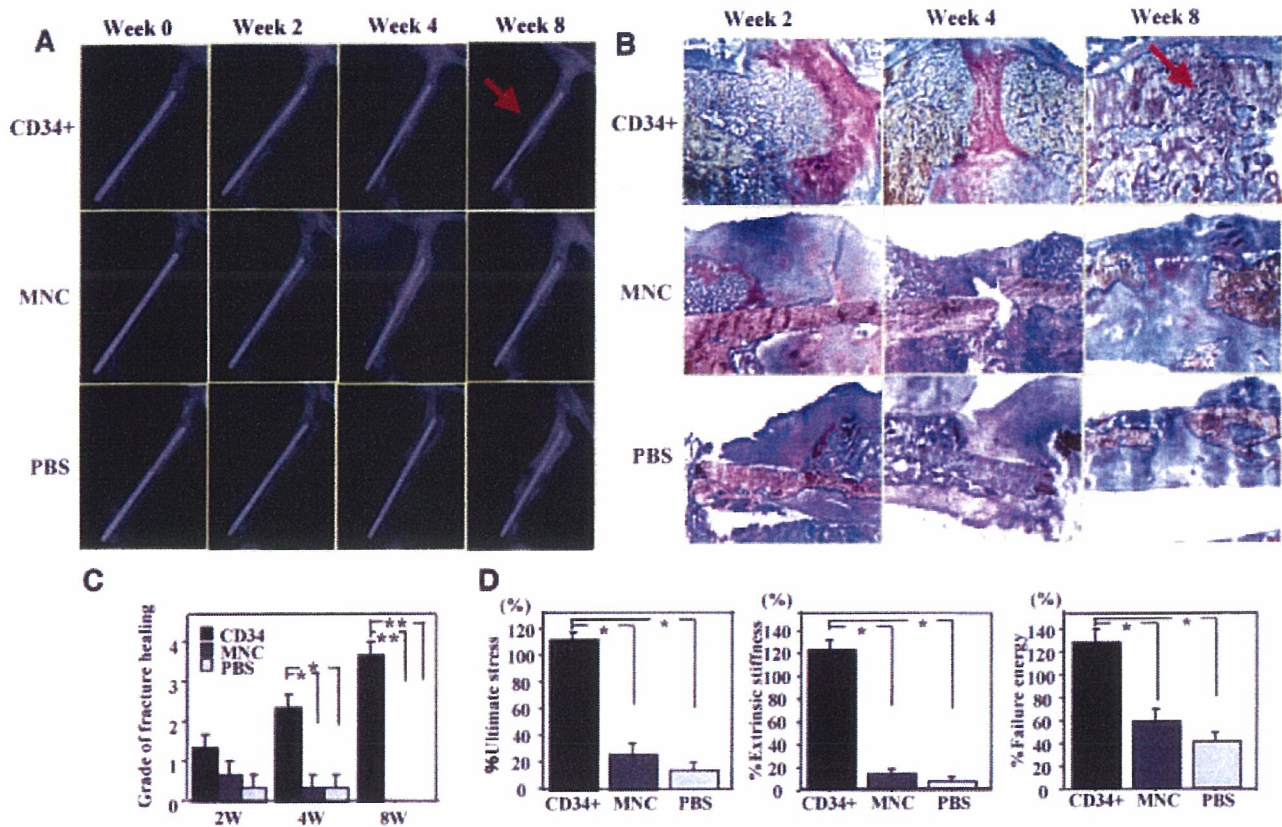 A
Week 0 Week 2 Week 4 Week 8
CD34+
MNC
PBS
B
Week 2 Week 4 Week 8
CD34+
MNC
PBS
C
Grade of fracture healing
4
3
2
1
0
CD34
MNC
PBS
*
**
**
2W 4W 8W
D
(%)
%Ultimate stress
120
100
80
60
40
20
0
* *
CD34+ MNC PBS
(%)
%Extrinsic stiffness
140
120
100
80
60
40
20
0
* *
CD34+ MNC PBS
(%)
%Failure energy
140
120
100
80
60
40
20
0
* *
CD34+ MNC PBS